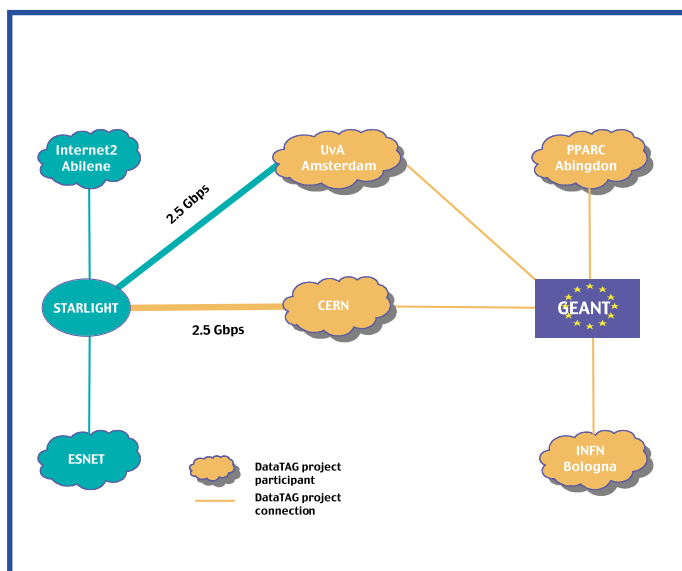 Internet2
Abilene
UvA
Amsterdam
PPARC
Abingdon
2.5 Gbps
STARLIGHT
CERN
GEANT
2.5 Gbps
ESNET
INFN
Bologna
DataTAG project
participant
DataTAG project
connection